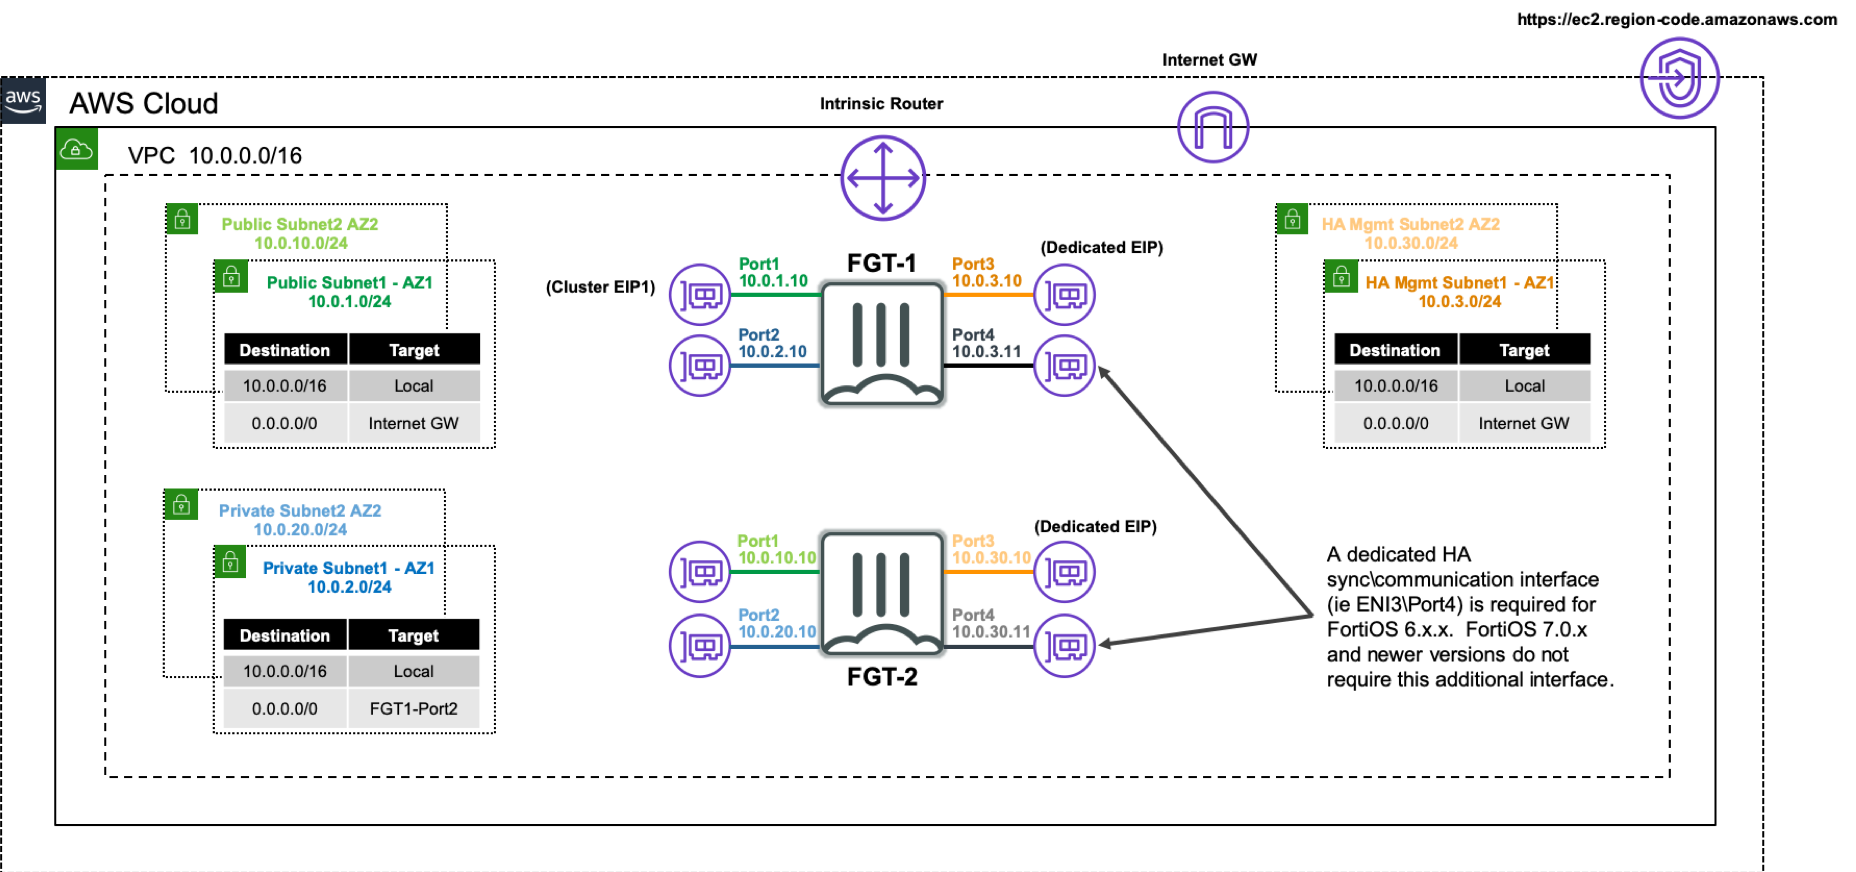 https://ec2.region-code.amazonaws.com
Internet GW
aws
AWS Cloud
Intrinsic Router
VPC 10.0.0.0/16
Public Subnet2 AZ2
10.0.10.0/24
Public Subnet1 - AZ1
10.0.1.0/24
Destination Target
10.0.0.0/16 Local
0.0.0.0/0 Internet GW
Private Subnet2 AZ2
10.0.20.0/24
Private Subnet1 - AZ1
10.0.2.0/24
Destination Target
10.0.0.0/16 Local
0.0.0.0/0 FGT1-Port2
(Cluster EIP1)
Port1
10.0.1.10
Port2
10.0.2.10
FGT-1
(Dedicated EIP)
Port3
10.0.3.10
Port4
10.0.3.11
Port1
10.0.10.10
Port2
10.0.20.10
(Dedicated EIP)
Port3
10.0.30.10
Port4
10.0.30.11
FGT-2
HA Mgmt Subnet2 AZ2
10.0.30.0/24
HA Mgmt Subnet1 - AZ1
10.0.3.0/24
Destination Target
10.0.0.0/16 Local
0.0.0.0/0 Internet GW
A dedicated HA
sync\communication interface
(ie ENI3\Port4) is required for
FortiOS 6.x.x. FortiOS 7.0.x
and newer versions do not
require this additional interface.